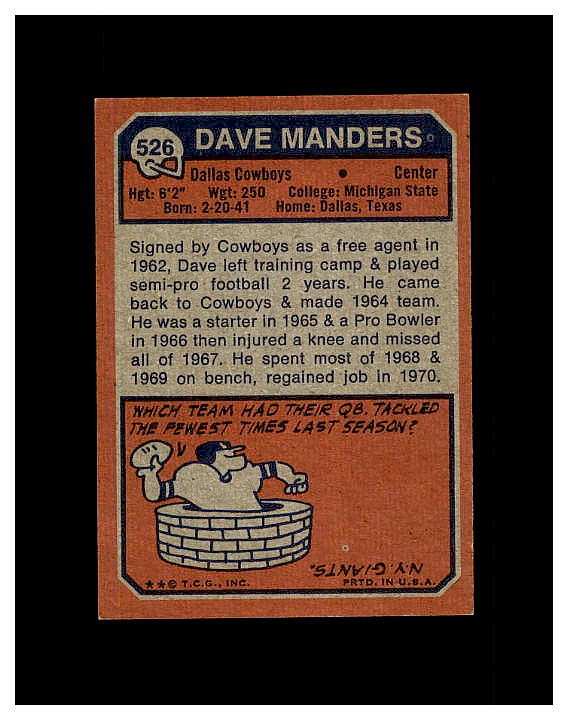 526
DAVE MANDERS
Dallas Cowboys • Center
Hgt: 6'2" Wgt: 250 College: Michigan State
Born: 2-20-41 Home: Dallas, Texas
Signed by Cowboys as a free agent in
1962, Dave left training camp & played
semi-pro football 2 years. He came
back to Cowboys & made 1964 team.
He was a starter in 1965 & a Pro Bowler
in 1966 then injured a knee and missed
all of 1967. He spent most of 1968 &
1969 on bench, regained job in 1970.
WHICH TEAM HAD THEIR QB. TACKLED
THE FEWEST TIMES LAST SEASON?
N.Y. GIANTS.
★★© T.C.G., INC. PRTD. IN U.S.A.